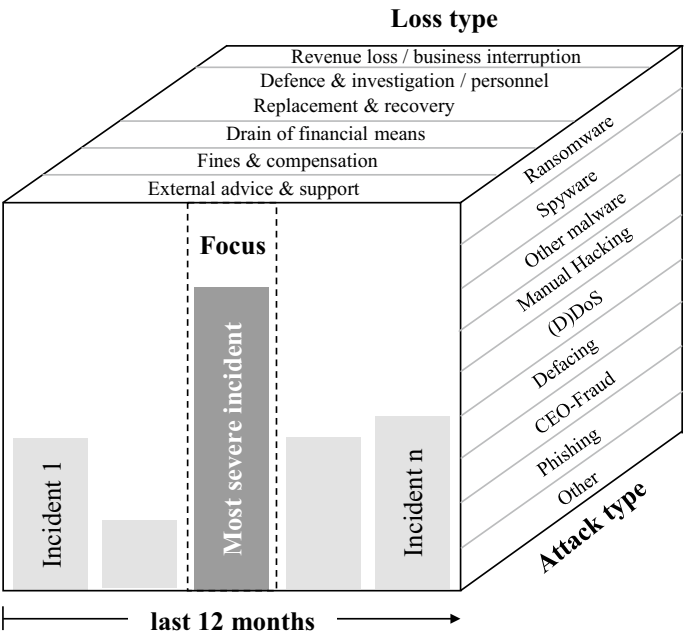 Loss type
Revenue loss / business interruption
Defence & investigation / personnel
Replacement & recovery
Drain of financial means
Fines & compensation
External advice & support
Ransomware
Spyware
Other malware
Manual Hacking
(D)DoS
Defacing
CEO-Fraud
Phishing
Other
Attack type
Focus
Incident 1
Most severe incident
Incident n
last 12 months